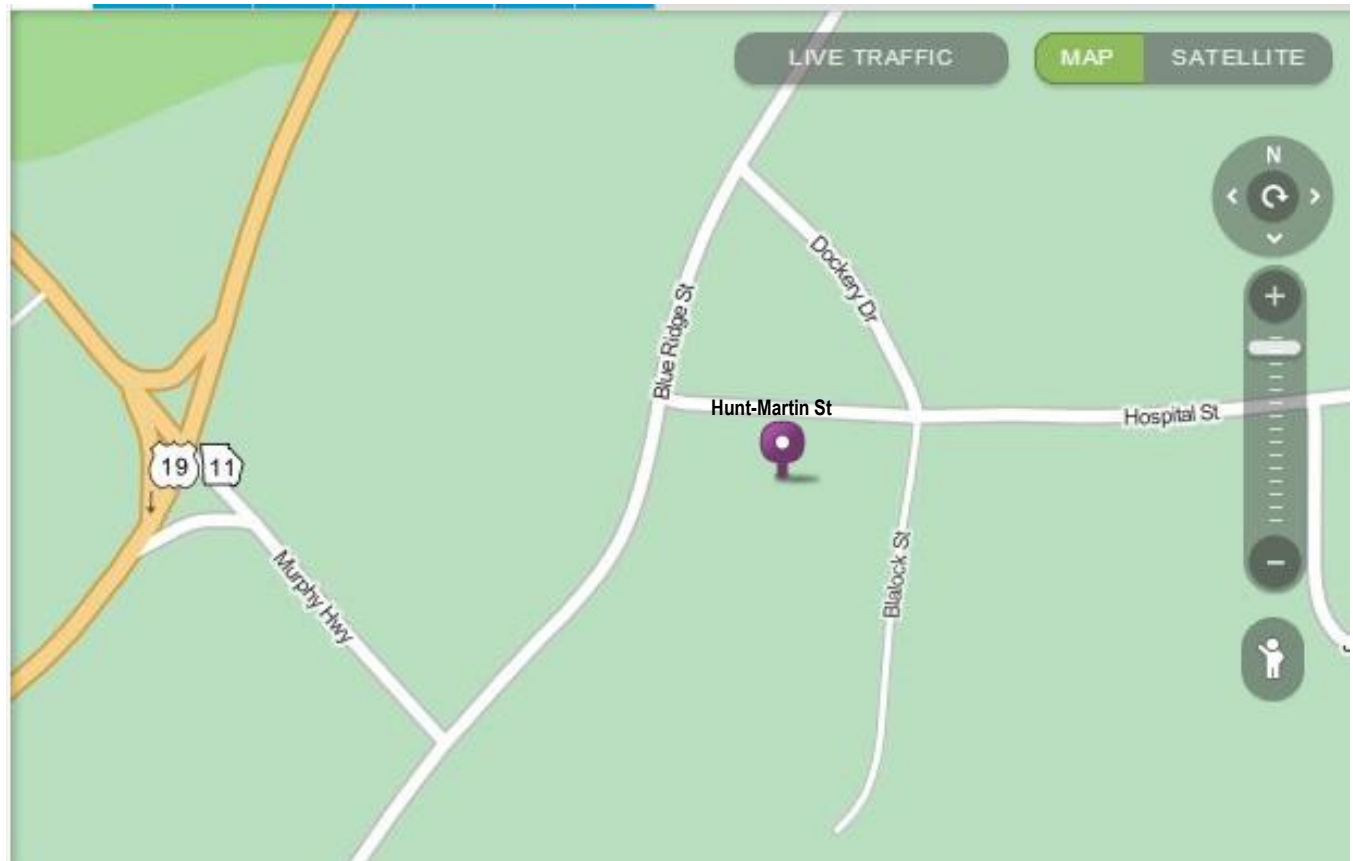 LIVE TRAFFIC
MAP
SATELLITE
N
Dockery Dr
Blue Ridge St
Hunt-Martin St
Hospital St
19
11
Murphy Hwy
Blalock St